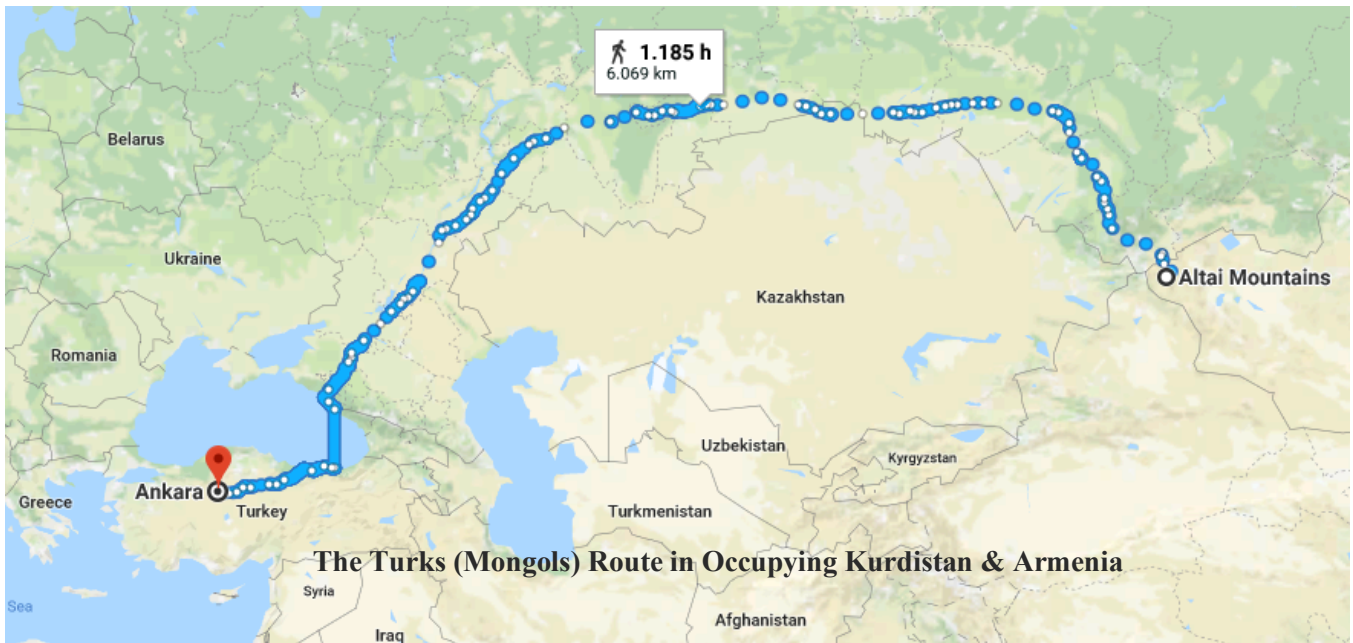 1.185 h
6.069 km
Belarus
Ukraine
Altai Mountains
Kazakhstan
Romania
Uzbekistan
Kyrgyzstan
Ankara
Greece
Turkey
Turkmenistan
The Turks (Mongols) Route in Occupying Kurdistan & Armenia
Syria
Sea
Afghanistan
Iraq